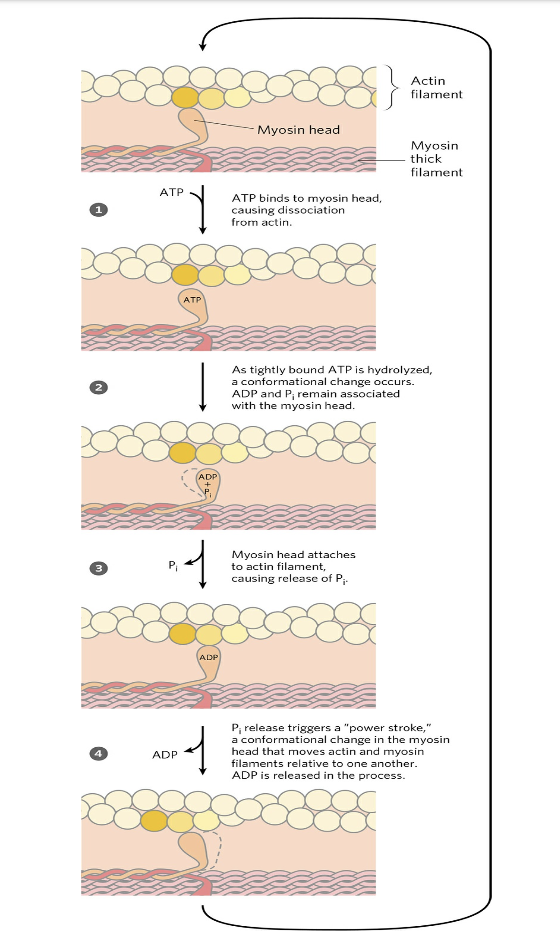 Actin
filament
Myosin head
Myosin
thick
filament
ATP
1
ATP binds to myosin head,
causing dissociation
from actin.
ATP
2
As tightly bound ATP is hydrolyzed,
a conformational change occurs.
ADP and Pi remain associated
with the myosin head.
ADP
+
Pi
3
Pi
Myosin head attaches
to actin filament,
causing release of Pi.
ADP
4
ADP
Pi release triggers a “power stroke,”
a conformational change in the myosin
head that moves actin and myosin
filaments relative to one another.
ADP is released in the process.